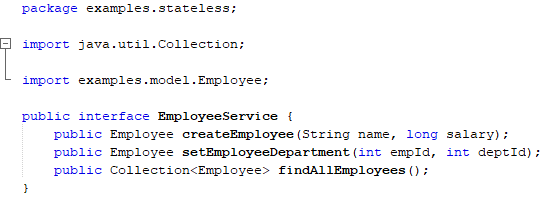 package examples.stateless;
import java.util.Collection;
import examples.model.Employee;
public interface EmployeeService {
public Employee createEmployee(String name, long salary);
public Employee setEmployeeDepartment(int empId, int deptId);
public Collection<Employee> findAllEmployees();
}